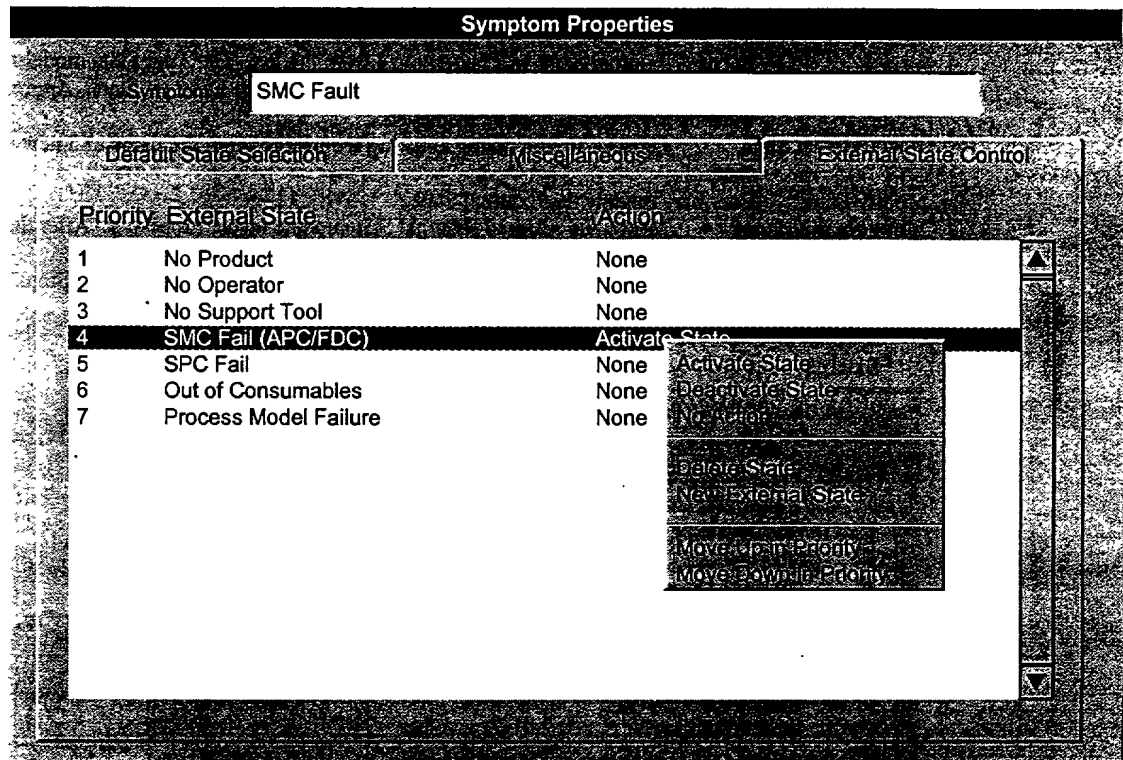 Symptom Properties
Symptom SMC Fault
Default State Selection Miscellaneous External State Control
Priority External State Action
1 No Product None
2 No Operator None
3 No Support Tool None
4 SMC Fail (APC/FDC) Activate State
5 SPC Fail None
6 Out of Consumables None
7 Process Model Failure None
Activate State
Deactivate State
No Action
Delete State
New External State
Move Up in Priority
Move Down in Priority